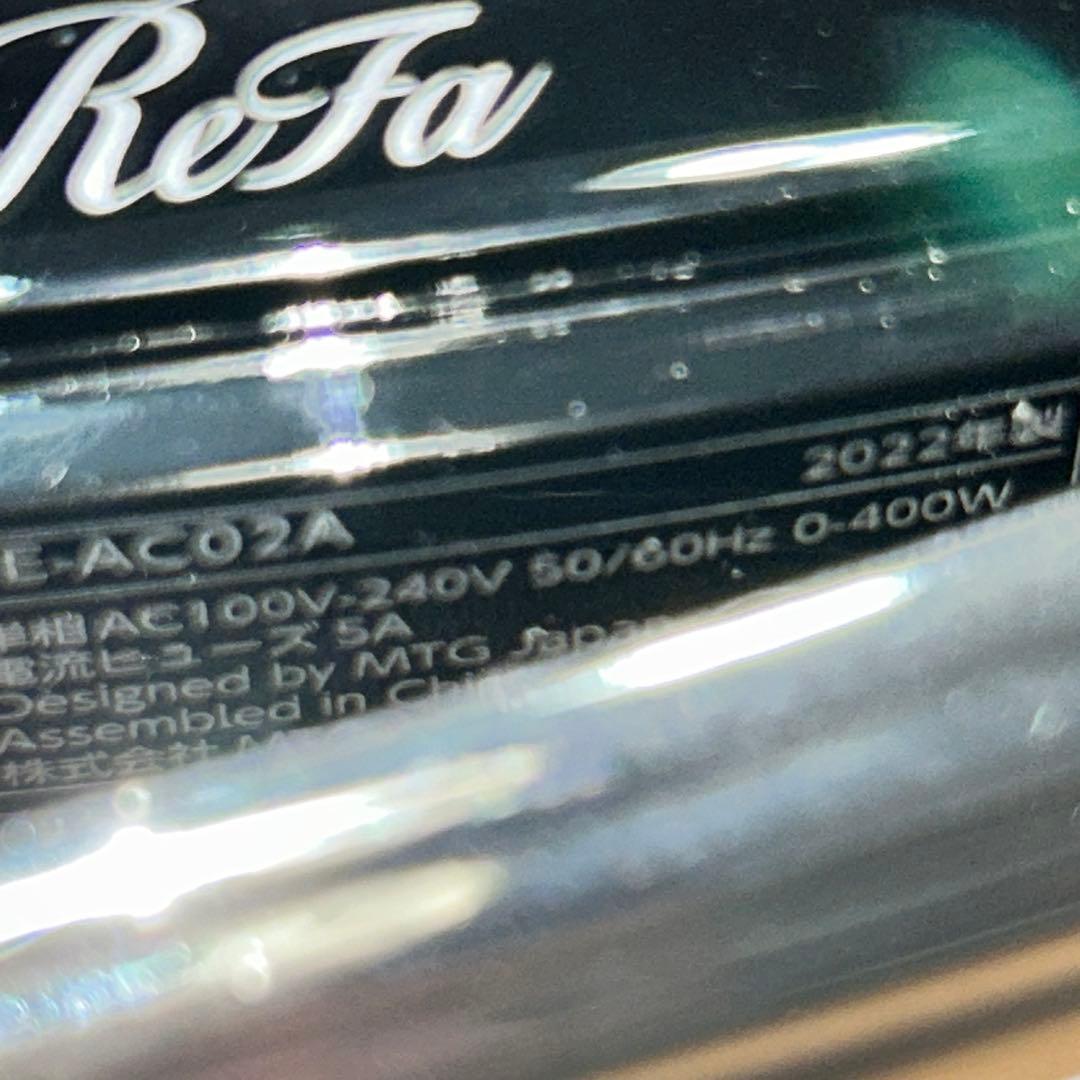 ReFa
E-AC02A 2022年製
単相AC100V-240V 50/60Hz 0-400W
電流ヒューズ 5A
Designed by MTG Japan
Assembled in
株式会社